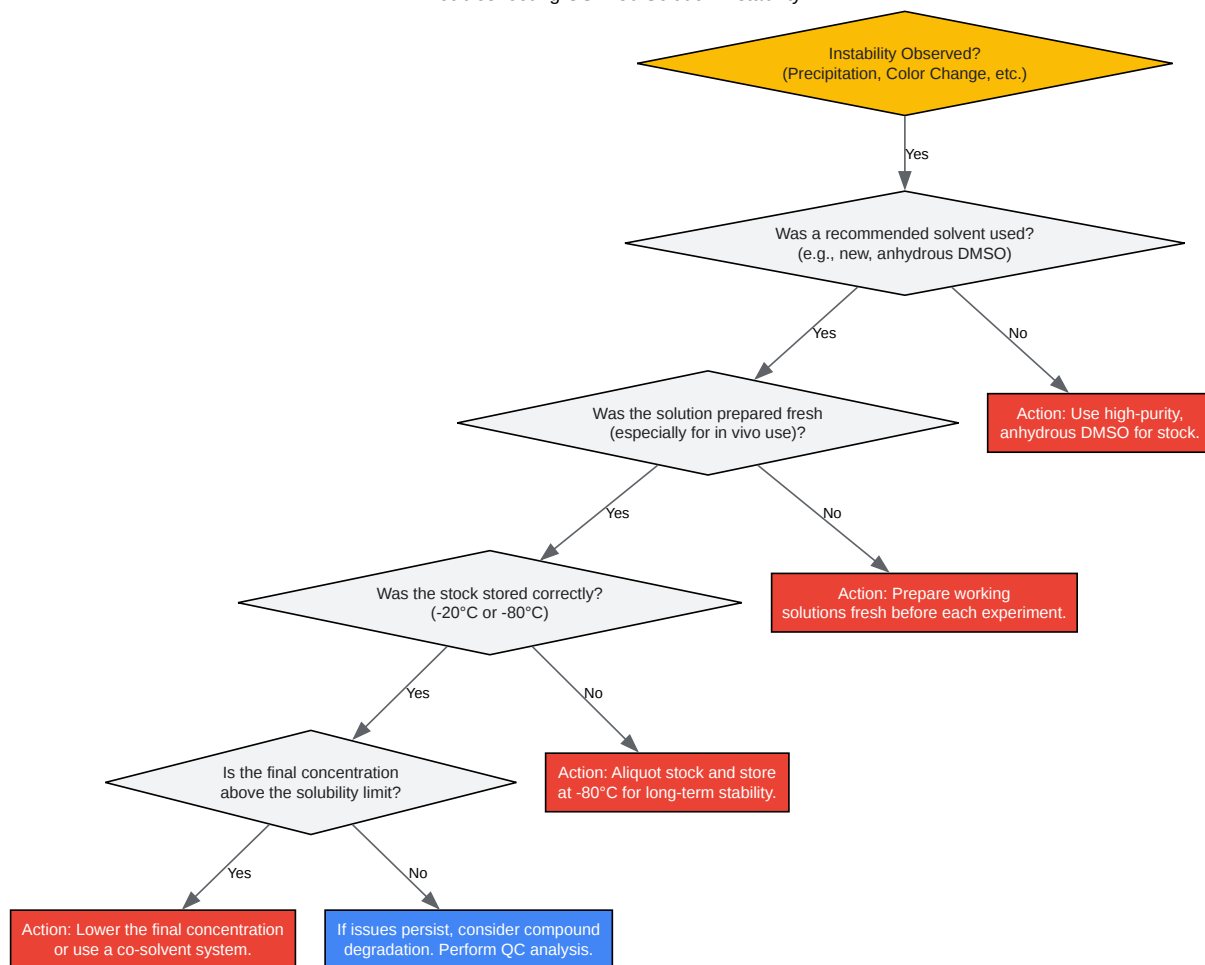 Instability Observed?
(Precipitation, Color Change, etc.)
Yes
Was a recommended solvent used?
(e.g., new, anhydrous DMSO)
Yes
No
Was the solution prepared fresh
(especially for in vivo use)?
Action: Use high-purity,
anhydrous DMSO for stock.
Yes
No
Was the stock stored correctly?
(-20°C or -80°C)
Action: Prepare working
solutions fresh before each experiment.
Yes
No
Is the final concentration
above the solubility limit?
Action: Aliquot stock and store
at -80°C for long-term stability.
Yes
No
Action: Lower the final concentration
or use a co-solvent system.
If issues persist, consider compound
degradation. Perform QC analysis.